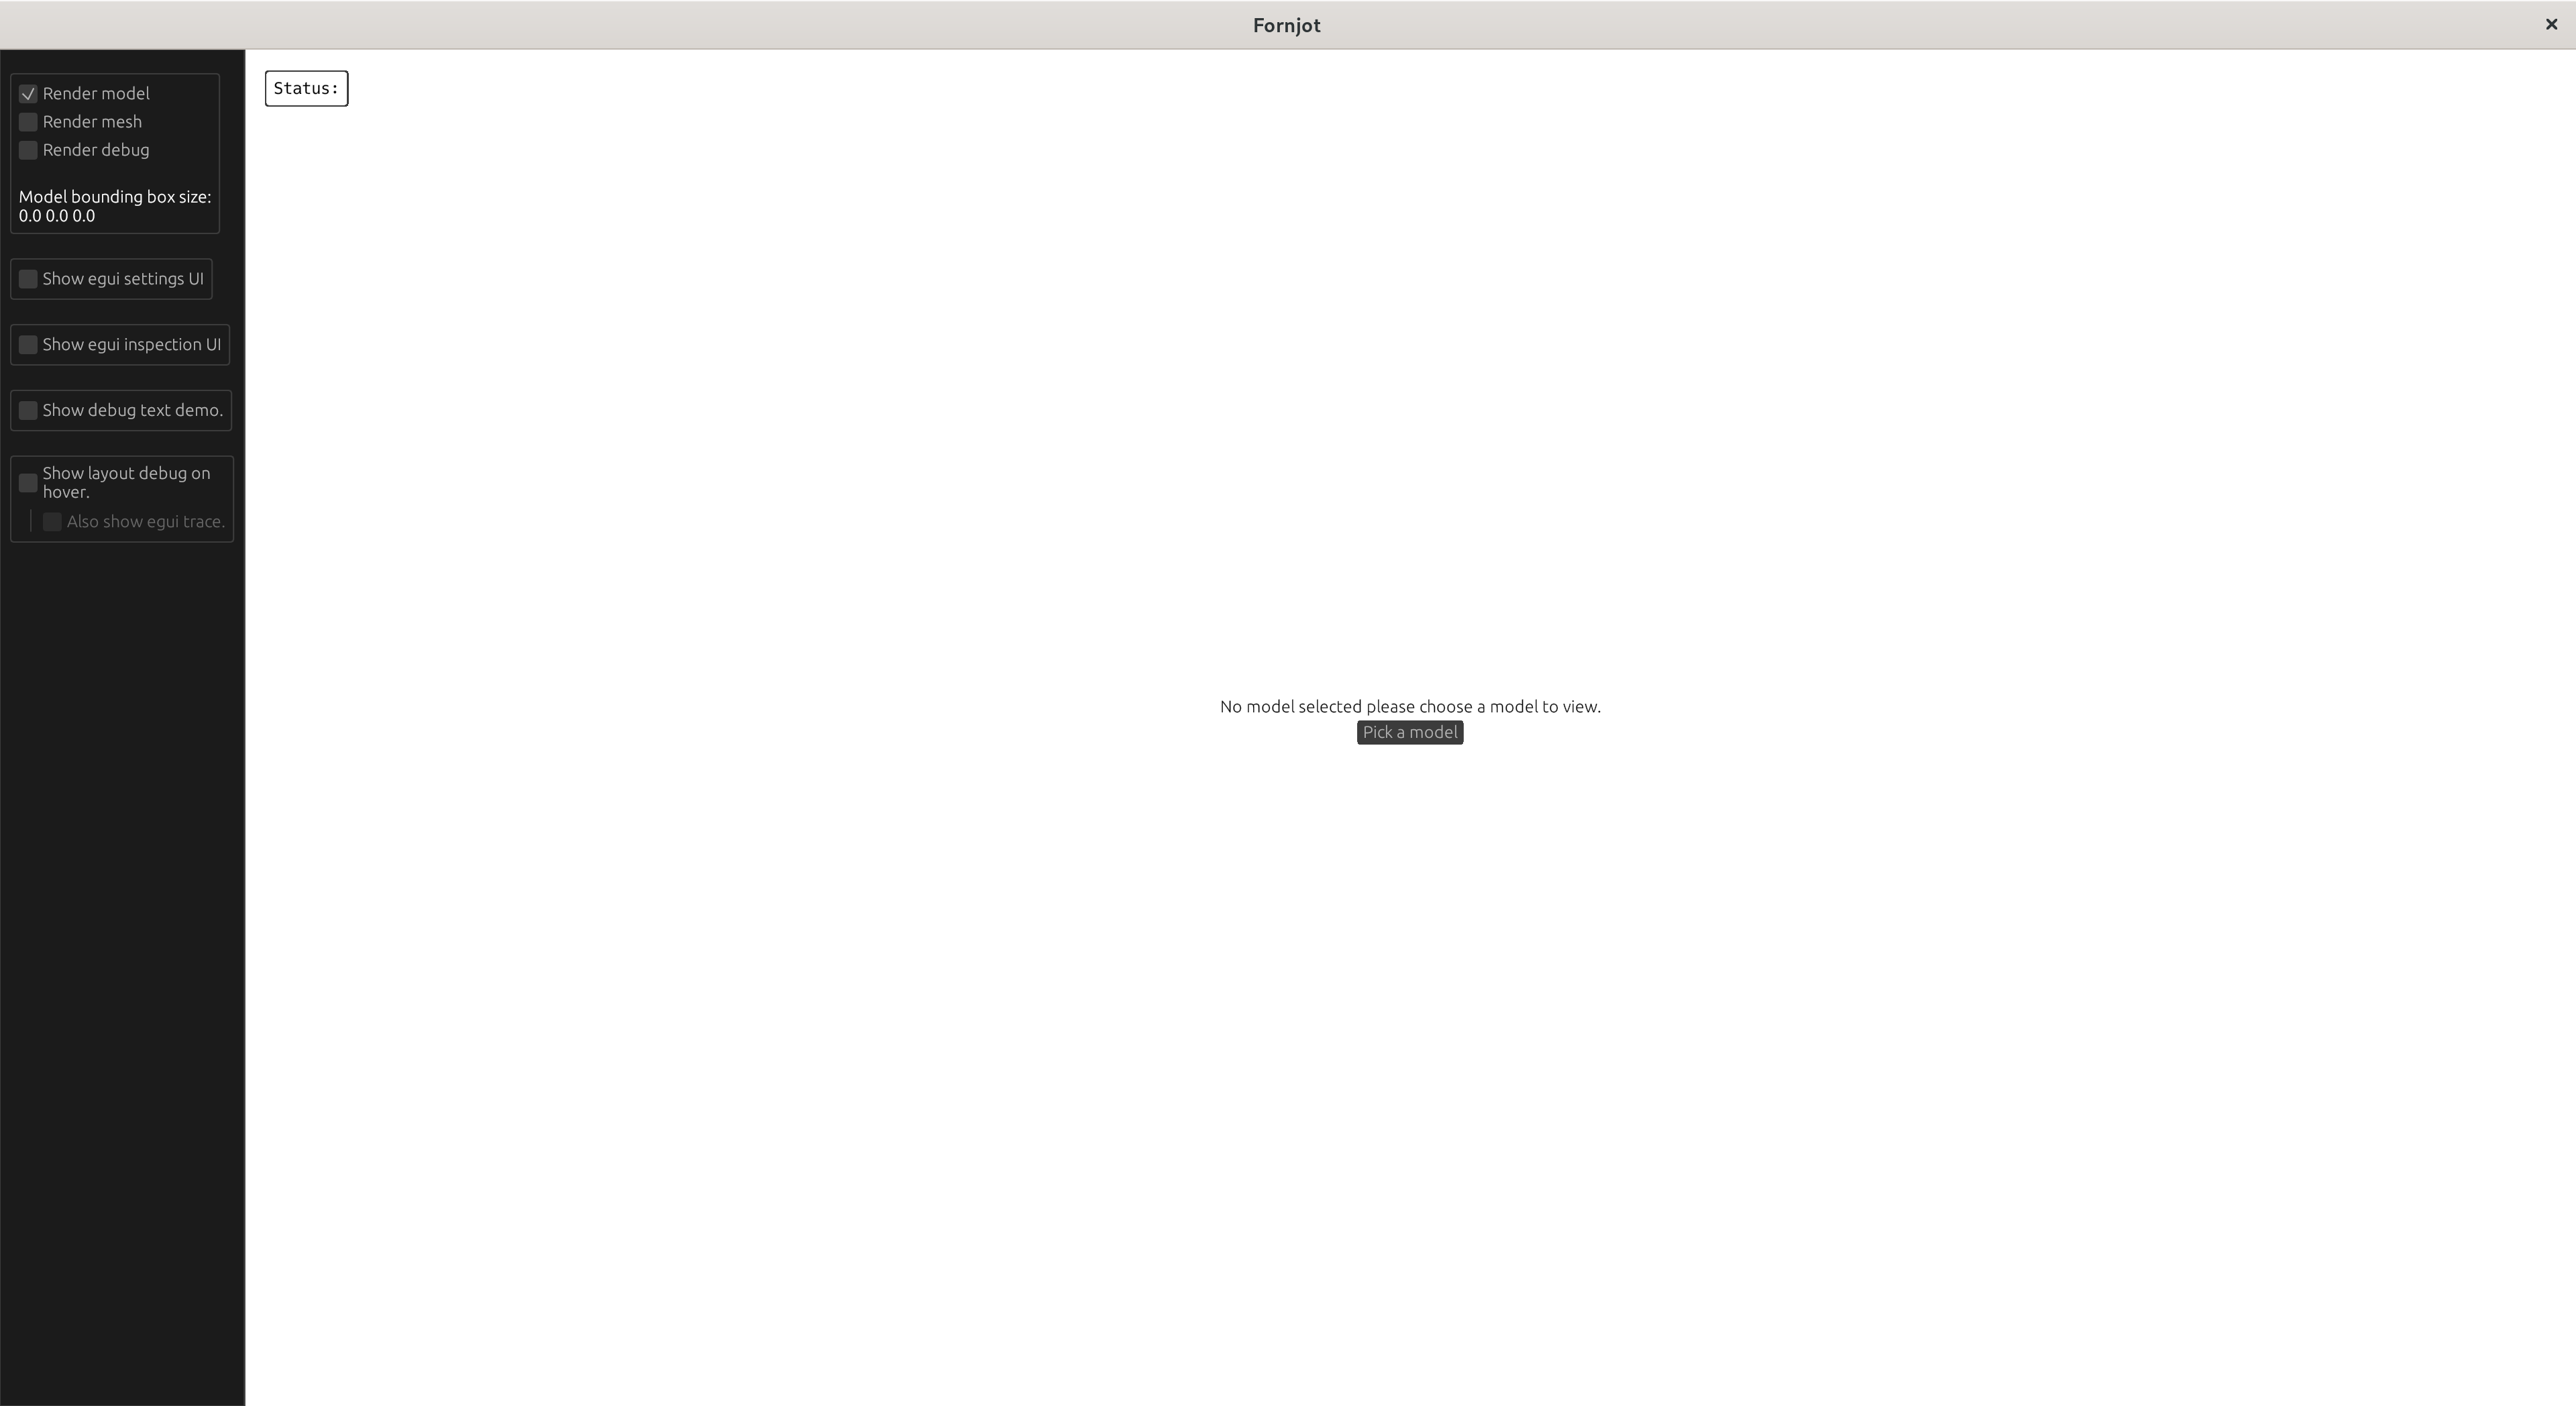 Fornjot
Render model
Render mesh
Render debug
Model bounding box size:
0.0 0.0 0.0
Show egui settings UI
Show egui inspection UI
Show debug text demo.
Show layout debug on
hover.
Also show egui trace.
Status:
No model selected please choose a model to view.
Pick a model